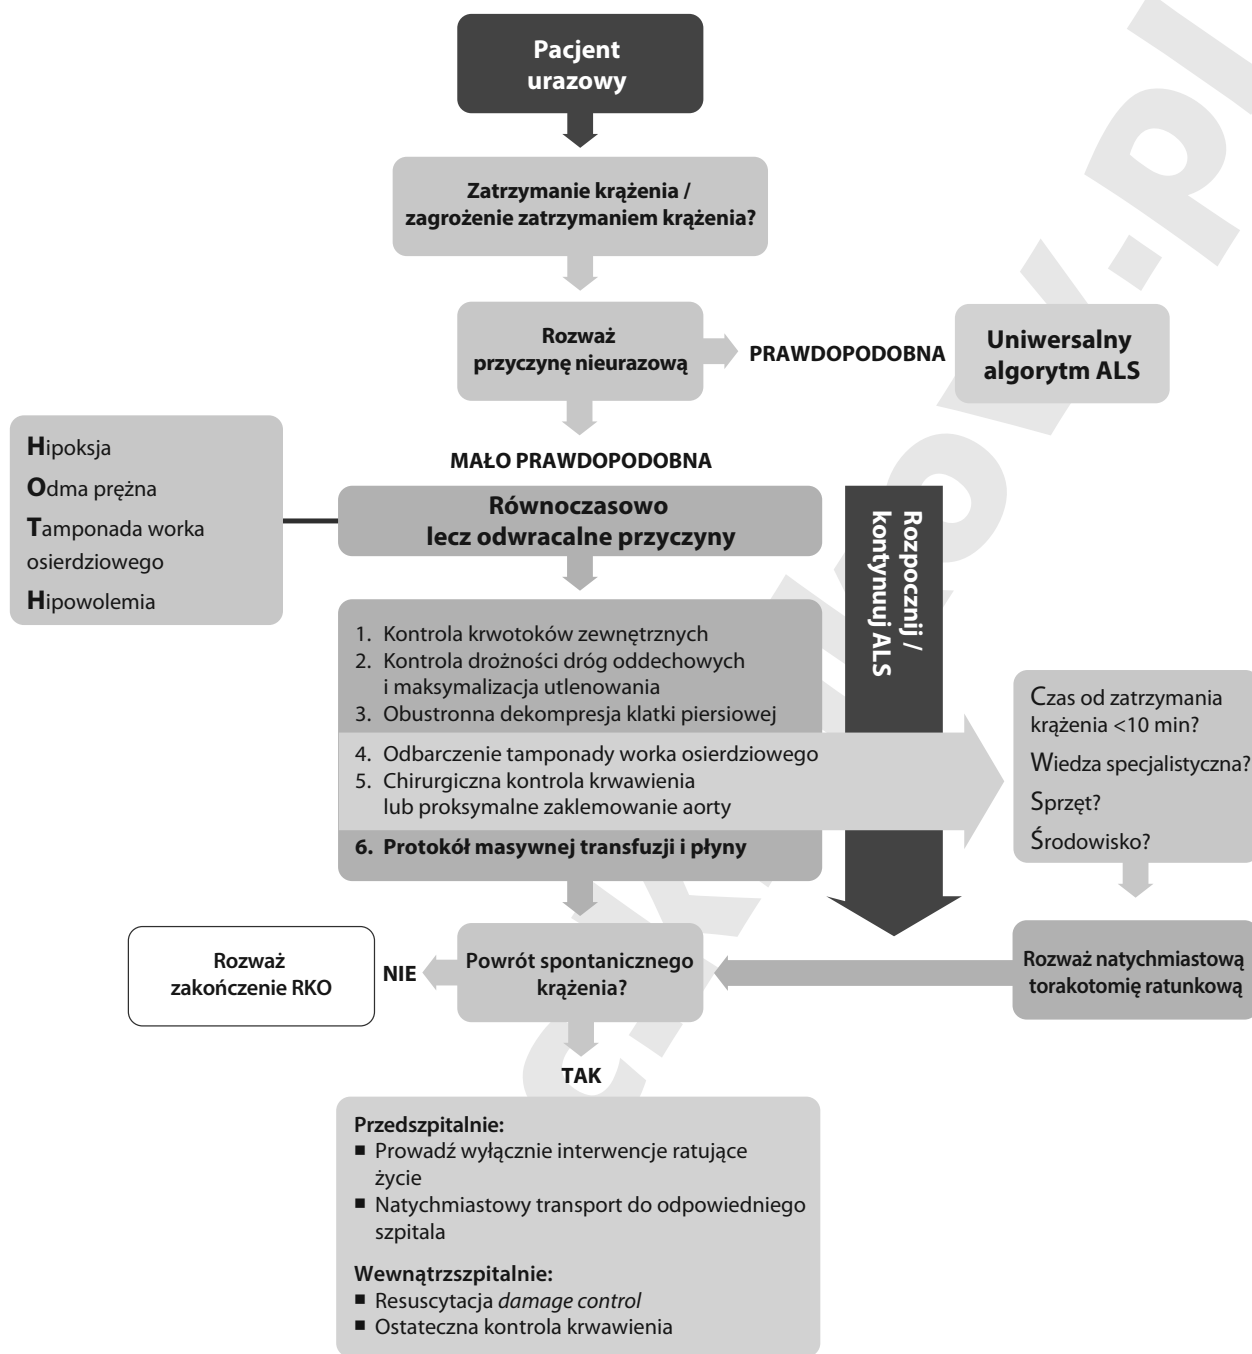 Pacjent
urazowy
Zatrzymanie krążenia /
zagrożenie zatrzymaniem krążenia?
Rozważ
przyczynę nieurazową
PRAWDOPODOBNA
Uniwersalny
algorytm ALS
MAŁO PRAWDOPODOBNA
Hipoksja
Odma prężna
Tamponada worka
osierdziowego
Hipowolemia
Równoczasowo
lecz odwracalne przyczyny
Rozpocznij /
kontynuuj ALS
1. Kontrola krwotoków zewnętrznych
2. Kontrola drożności dróg oddechowych
i maksymalizacja utlenowania
3. Obustronna dekompresja klatki piersiowej
4. Odbarczenie tamponady worka osierdziowego
5. Chirurgiczna kontrola krwawienia
lub proksymalne zaklemowanie aorty
6. Protokół masywnej transfuzji i płyny
Czas od zatrzymania
krążenia <10 min?
Wiedza specjalistyczna?
Sprzęt?
Środowisko?
Rozważ natychmiastową
torakotomię ratunkową
Powrót spontanicznego
krążenia?
NIE
Rozważ
zakończenie RKO
TAK
Przedszpitalnie:
■ Prowadź wyłącznie interwencje ratujące
życie
■ Natychmiastowy transport do odpowiedniego
szpitala
Wewnątrzszpitalnie:
■ Resuscytacja damage control
■ Ostateczna kontrola krwawienia